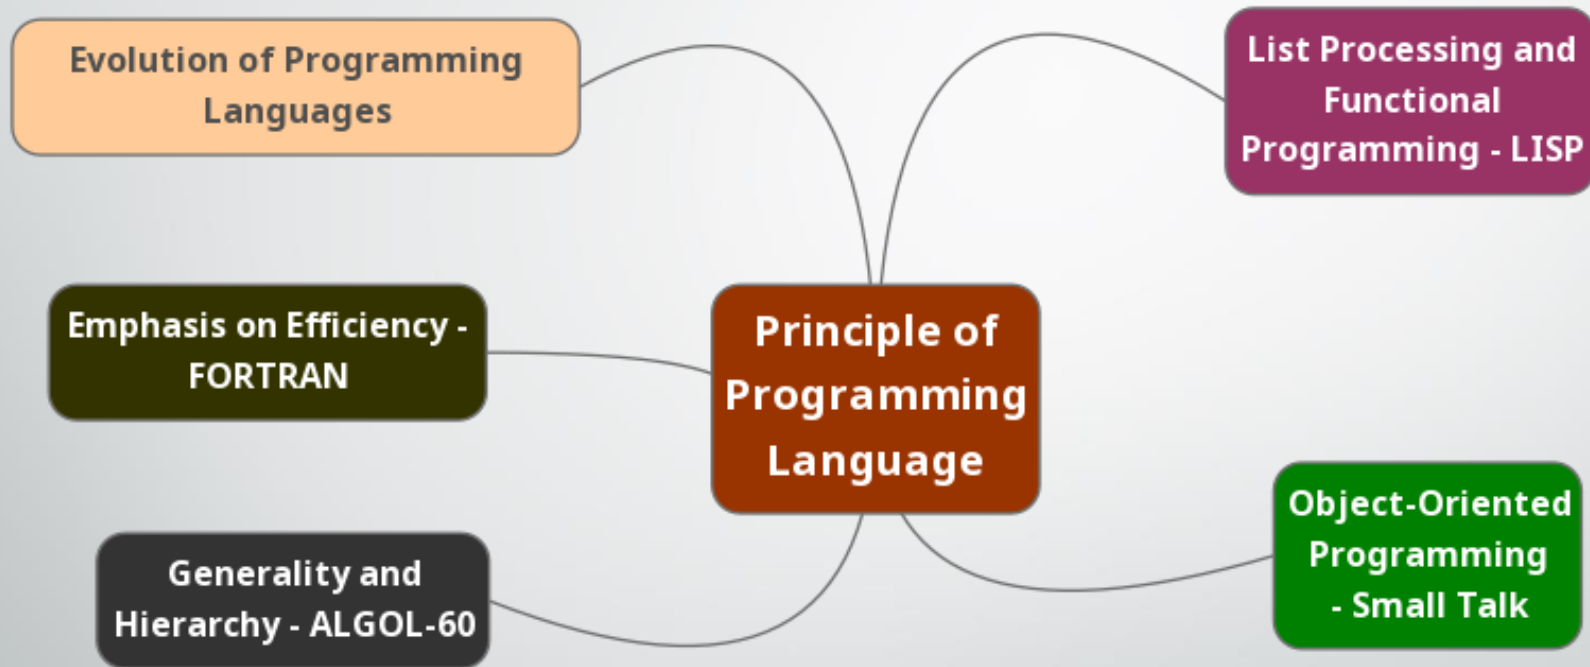 Evolution of Programming
Languages
List Processing and
Functional
Programming - LISP
Emphasis on Efficiency -
FORTRAN
Principle of
Programming
Language
Generality and
Hierarchy - ALGOL-60
Object-Oriented
Programming
- Small Talk